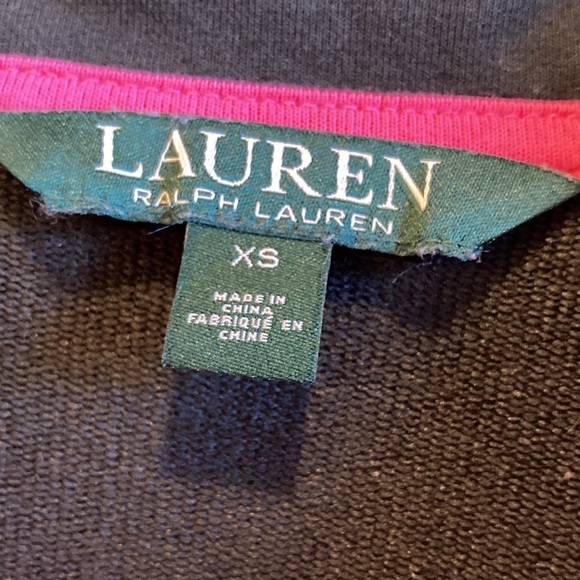 LAUREN
RALPH LAUREN
XS
MADE IN
CHINA
FABRIQUÉ EN
CHINE